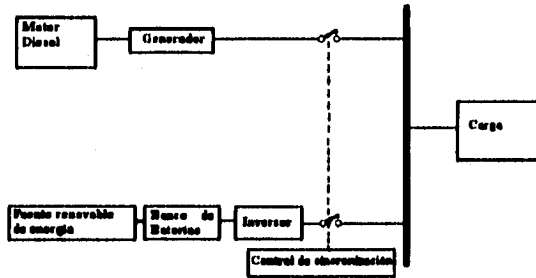 Motor
Diesel
Generador
Carga
Fuente renovable
de energía
Banco de
Baterías
Inversor
Control de sincronización